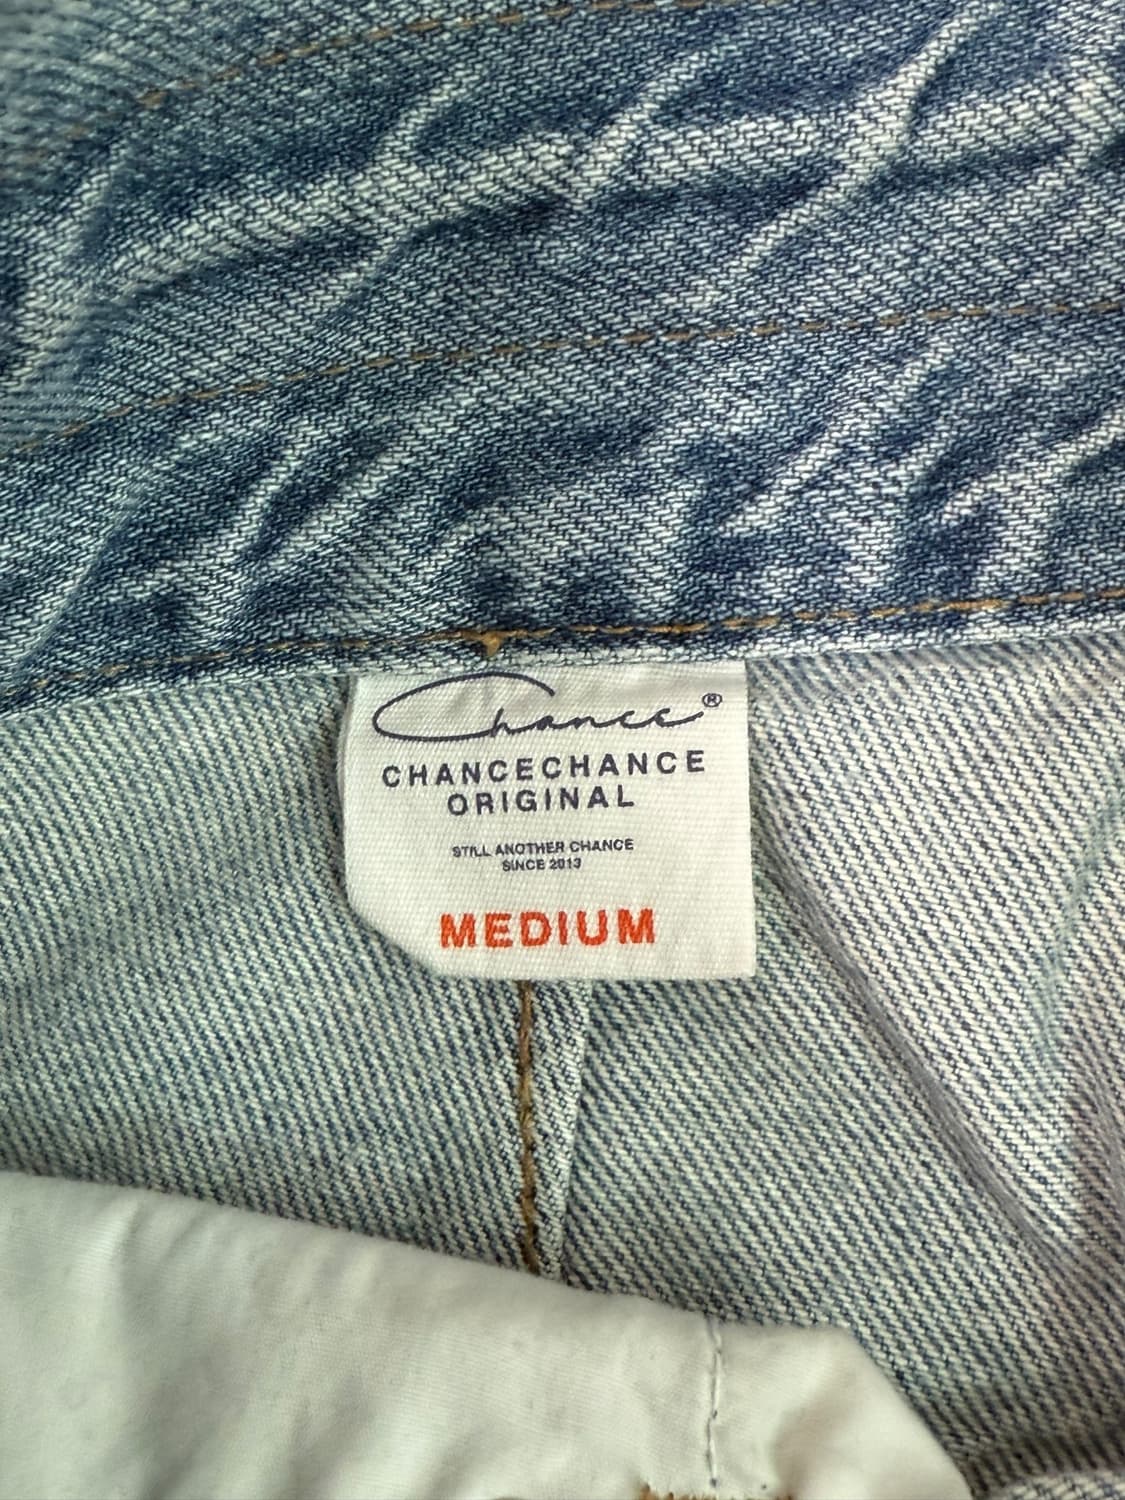 Chance®
CHANCECHANCE
ORIGINAL
STILL ANOTHER CHANCE
SINCE 2013
MEDIUM